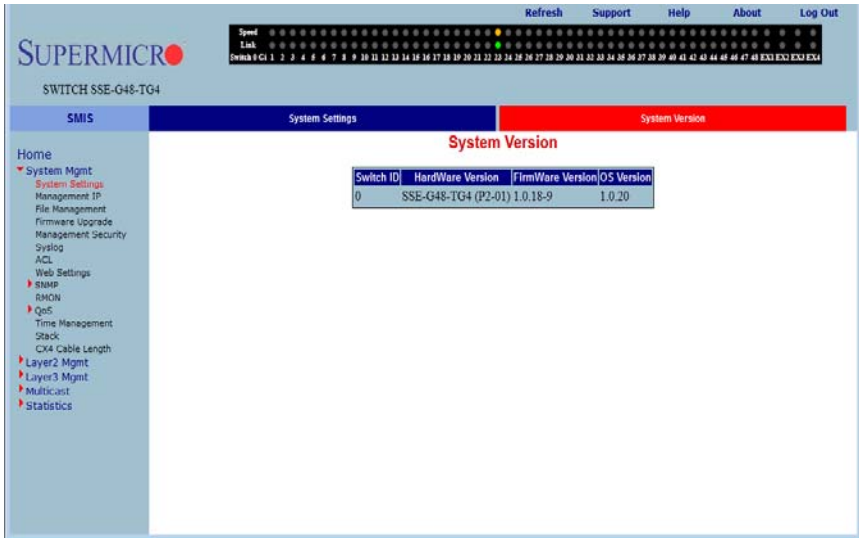 Refresh Support Help About Log Out
Speed
Link
Switch 0 Gi 1 2 3 4 5 6 7 8 9 10 11 12 13 14 15 16 17 18 19 20 21 22 23 24 25 26 27 28 29 30 31 32 33 34 35 36 37 38 39 40 41 42 43 44 45 46 47 48 EX1 EX2 EX3 EX4
SUPERMICRO
SWITCH SSE-G48-TG4
SMIS System Settings System Version
System Version
Switch ID HardWare Version FirmWare Version OS Version
0 SSE-G48-TG4 (P2-01) 1.0.18-9 1.0.20
Home
System Mgmt
System Settings
Management IP
File Management
Firmware Upgrade
Management Security
Syslog
ACL
Web Settings
SNMP
RMON
QoS
Time Management
Stack
CX4 Cable Length
Layer2 Mgmt
Layer3 Mgmt
Multicast
Statistics